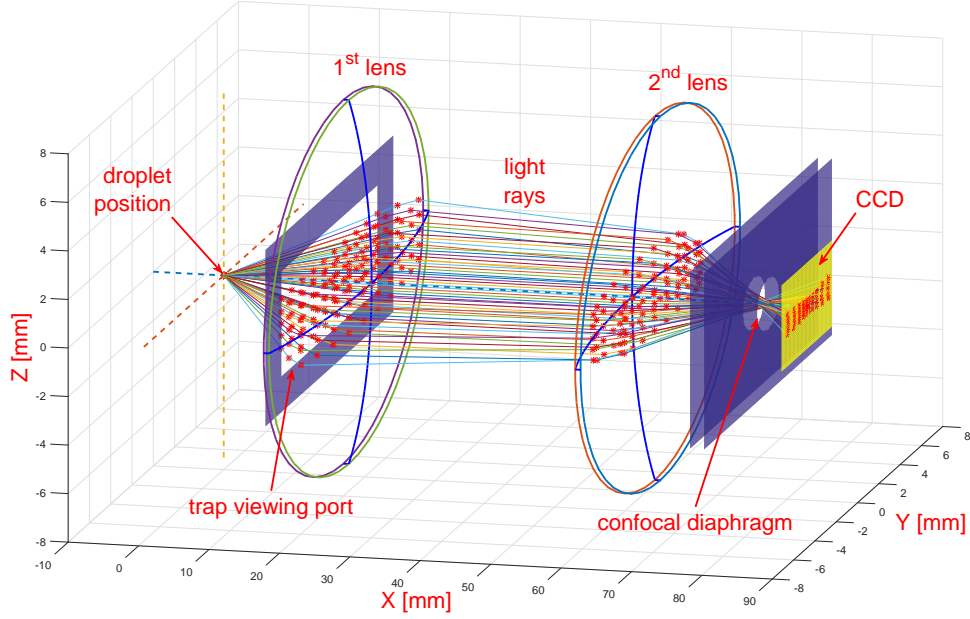 1st lens
2nd lens
droplet
position
light
rays
CCD
trap viewing port
confocal diaphragm
Z [mm]
8
6
4
2
0
-2
-4
-6
-8
X [mm]
-10
0
10
20
30
40
50
60
70
80
90
Y [mm]
-8
-6
-4
-2
0
2
4
6
8